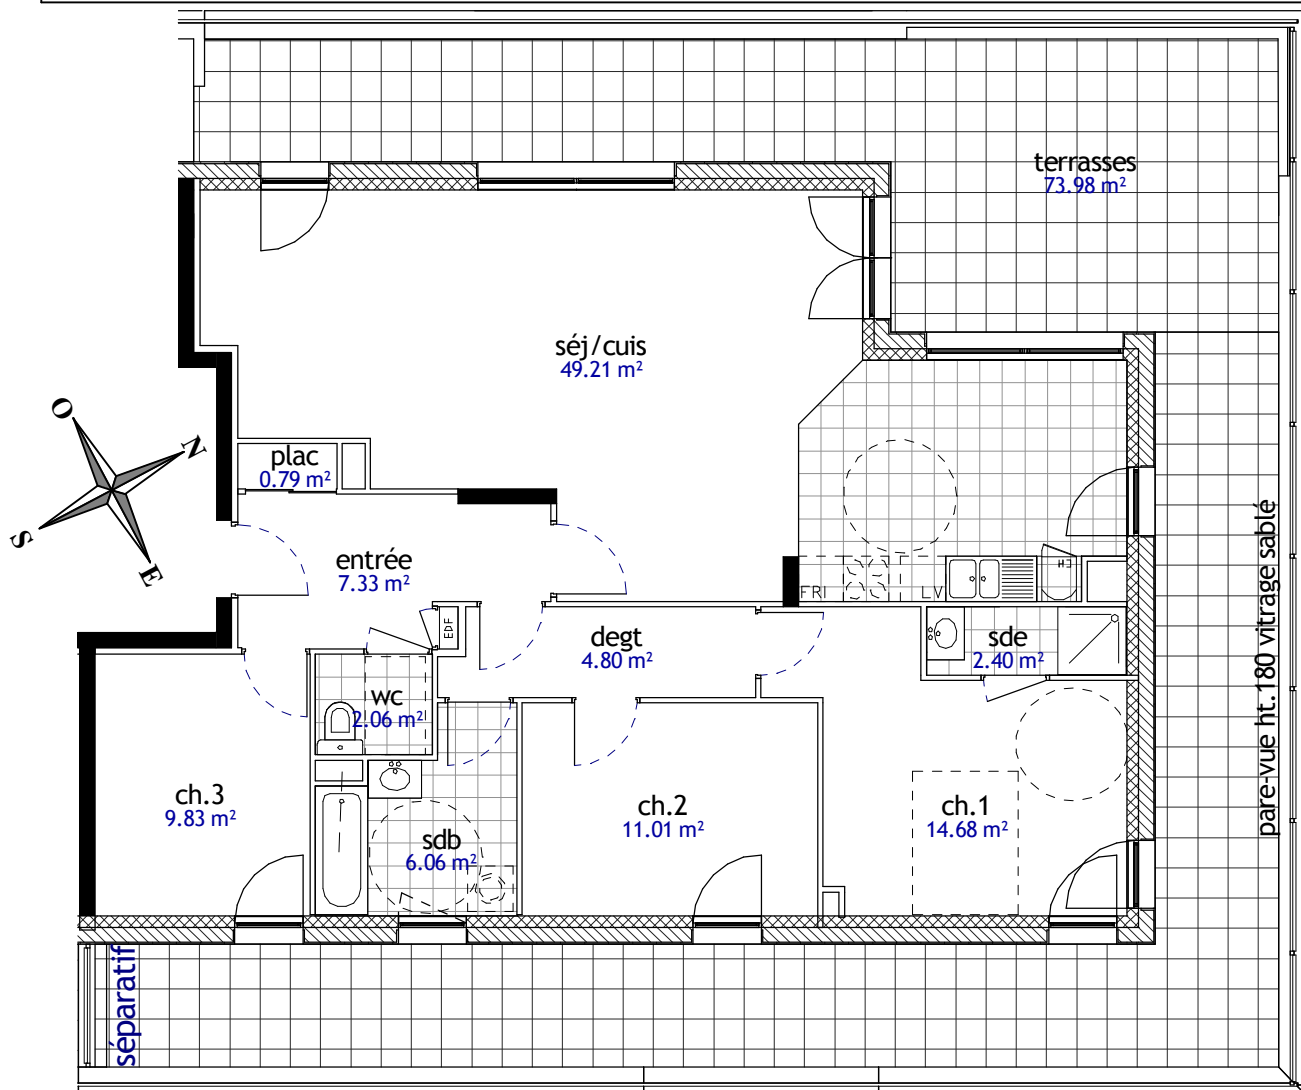 terrasses
73.98 m²
séj/cuis
49.21 m²
O
N
S
E
plac
0.79 m²
entrée
7.33 m²
FRI
LV
LJ
EDF
degt
4.80 m²
sde
2.40 m²
wc
2.06 m²
ch.3
9.83 m²
sdb
6.06 m²
ch.2
11.01 m²
ch.1
14.68 m²
pare-vue ht.180 vitrage sablé
séparatif